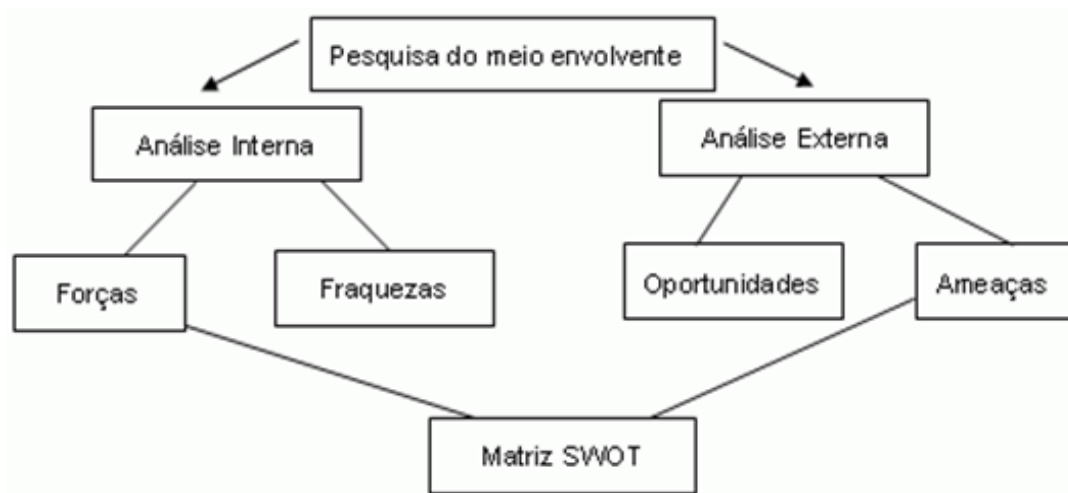 Pesquisa do meio envolvente
Análise Interna
Análise Externa
Forças
Fraquezas
Oportunidades
Ameaças
Matriz SWOT